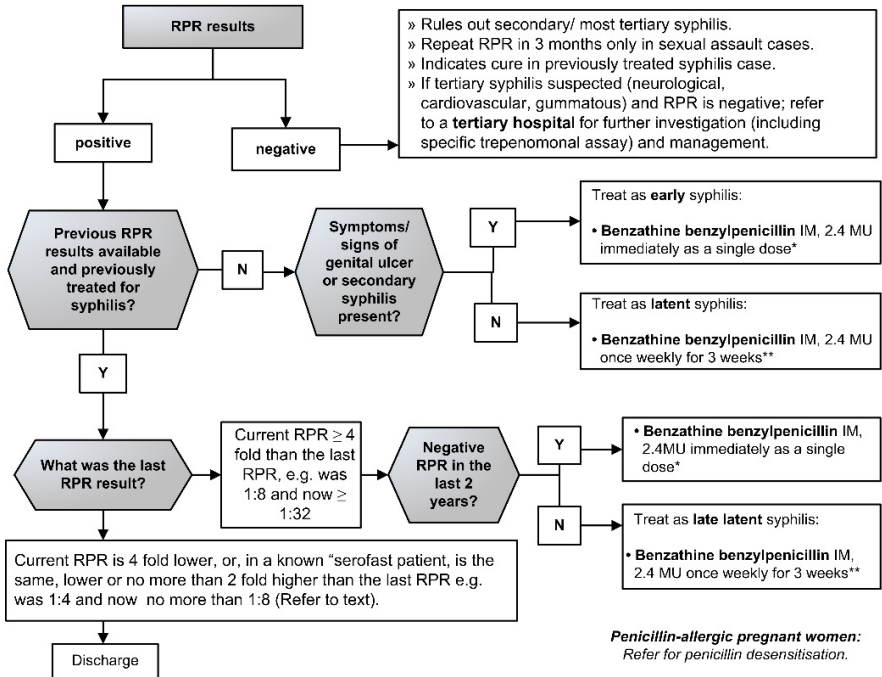 RPR results
» Rules out secondary/ most tertiary syphilis.
» Repeat RPR in 3 months only in sexual assault cases.
» Indicates cure in previously treated syphilis case.
» If tertiary syphilis suspected (neurological,
cardiovascular, gummatous) and RPR is negative; refer
to a tertiary hospital for further investigation (including
specific trepenomonal assay) and management.
positive
negative
Previous RPR
results available
and previously
treated for
syphilis?
N
Symptoms/
signs of
genital ulcer
or secondary
syphilis
present?
Y
Treat as early syphilis:
• Benzathine benzylpenicillin IM, 2.4 MU
immediately as a single dose*
N
Treat as latent syphilis:
• Benzathine benzylpenicillin IM, 2.4 MU
once weekly for 3 weeks**
Y
What was the last
RPR result?
Current RPR ≥ 4
fold than the last
RPR, e.g. was
1:8 and now ≥
1:32
Negative
RPR in the
last 2
years?
Y
• Benzathine benzylpenicillin IM,
2.4MU immediately as a single
dose*
N
Treat as late latent syphilis:
• Benzathine benzylpenicillin IM,
2.4 MU once weekly for 3 weeks**
Current RPR is 4 fold lower, or, in a known “serofast patient, is the
same, lower or no more than 2 fold higher than the last RPR e.g.
was 1:4 and now no more than 1:8 (Refer to text).
Discharge
Penicillin-allergic pregnant women:
Refer for penicillin desensitisation.